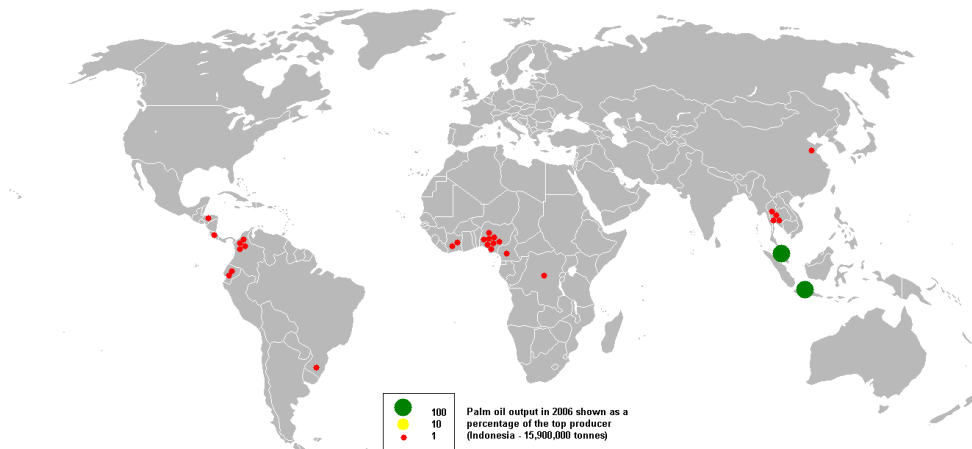 100
10
1
Palm oil output in 2006 shown as a
percentage of the top producer
(Indonesia - 15,900,000 tonnes)